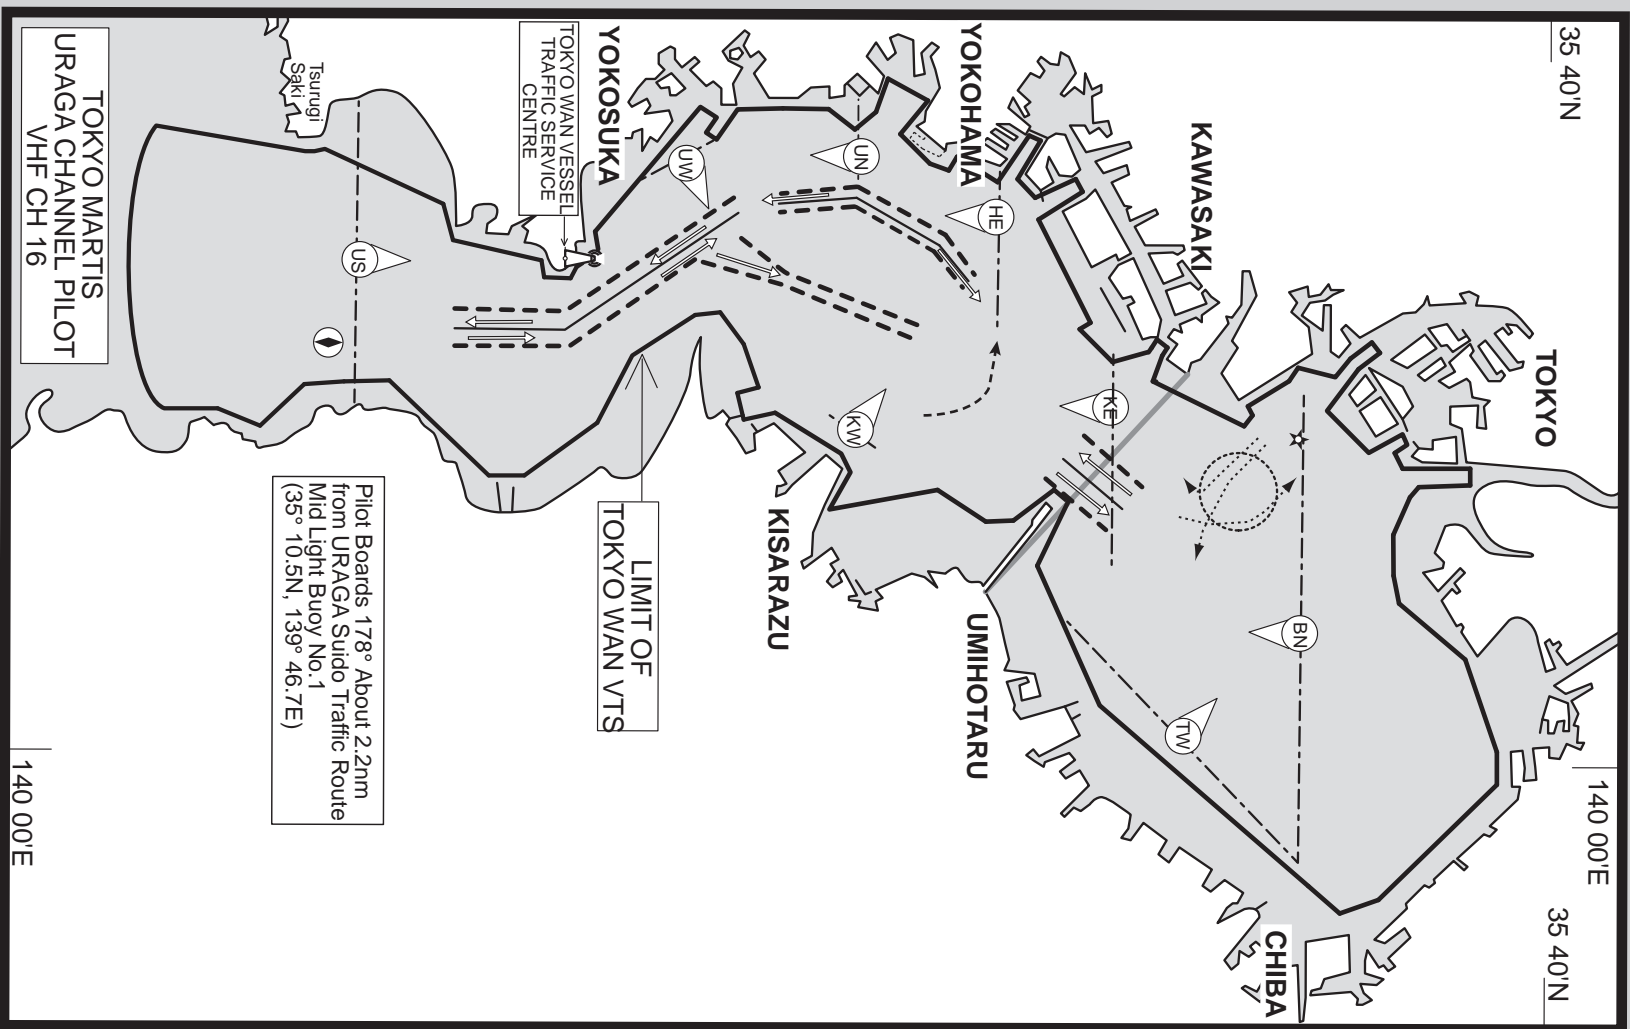 35 40'N
140 00'E
35 40'N
TOKYO
CHIBA
KAWASAKI
BN
TW
KE
YOKOHAMA
HE
UMIHOTARU
UN
KW
KISARAZU
UW
YOKOSUKA
LIMIT OF
TOKYO WAN VTS
TOKYO WAN VESSEL
TRAFFIC SERVICE
CENTRE
US
Tsurugi
Saki
Pilot Boards 178° About 2.2nm
from URAGA Suido Traffic Route
Mid Light Buoy No.1
(35° 10.5N, 139° 46.7E)
TOKYO MARTIS
URAGA CHANNEL PILOT
VHF CH 16
140 00'E